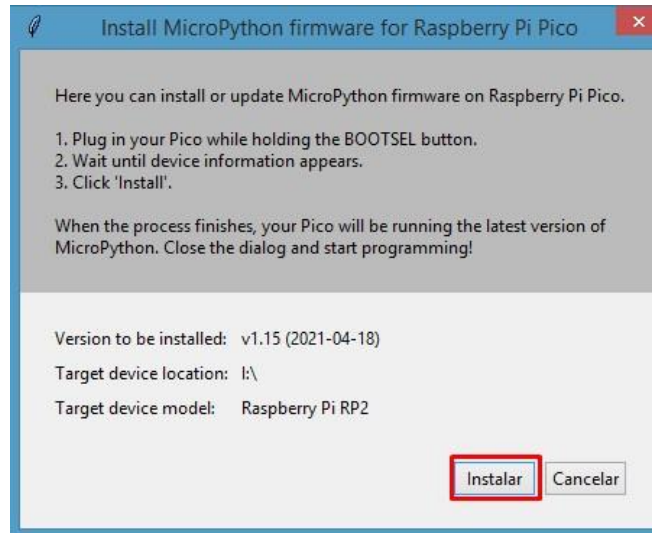 Install MicroPython firmware for Raspberry Pi Pico
Here you can install or update MicroPython firmware on Raspberry Pi Pico.
1. Plug in your Pico while holding the BOOTSEL button.
2. Wait until device information appears.
3. Click 'Install'.
When the process finishes, your Pico will be running the latest version of
MicroPython. Close the dialog and start programming!
Version to be installed: v1.15 (2021-04-18)
Target device location: I:\
Target device model: Raspberry Pi RP2
Instalar Cancelar